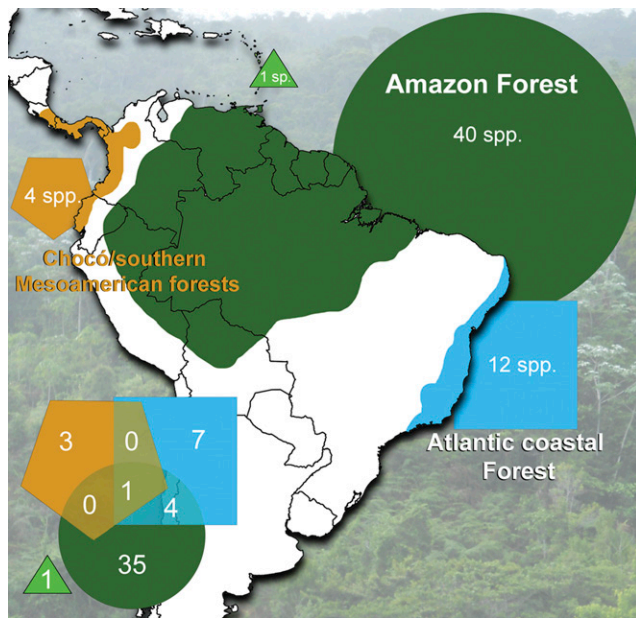 1 sp.
Amazon Forest
40 spp.
4 spp.
Chocó/southern
Mesoamerican forests
12 spp.
Atlantic coastal
Forest
3
0
7
0
1
4
35
1